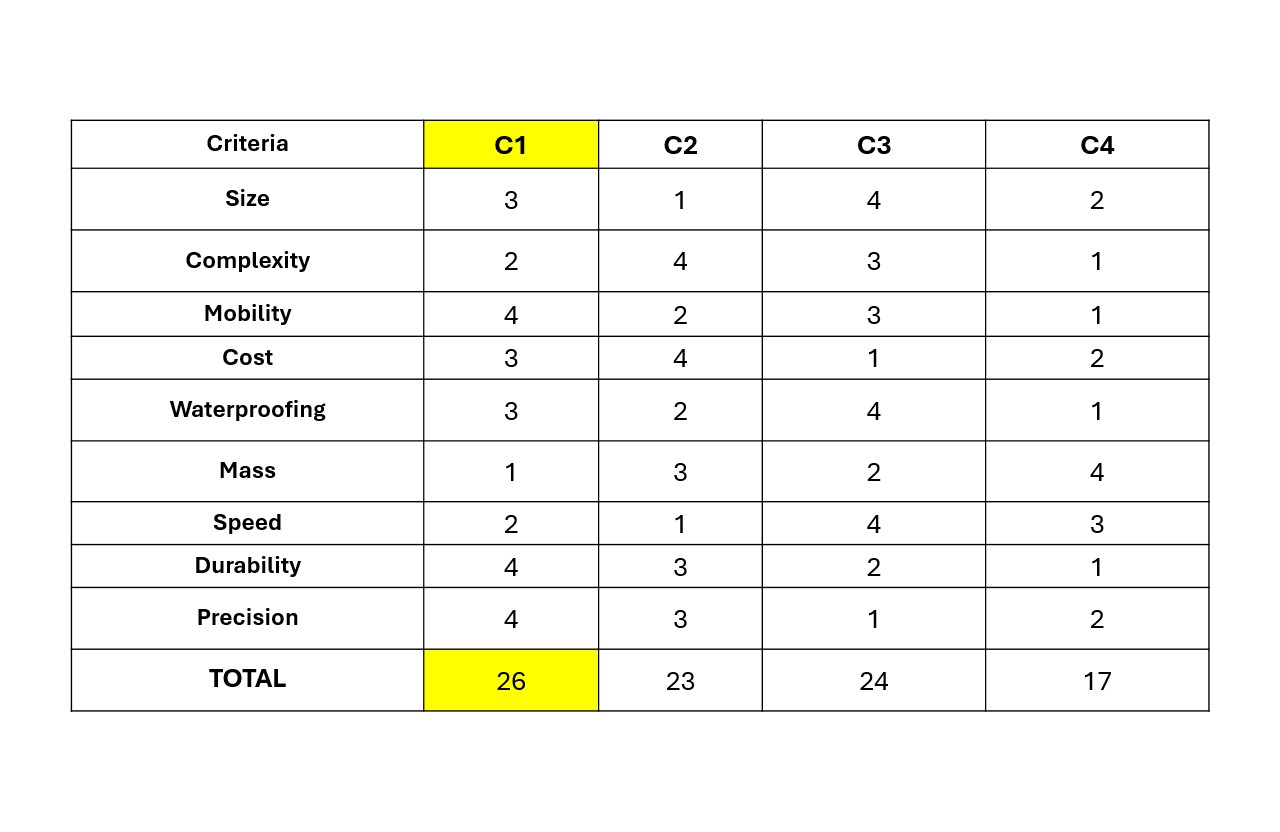 Criteria C1 C2 C3 C4
Size 3 1 4 2
Complexity 2 4 3 1
Mobility 4 2 3 1
Cost 3 4 1 2
Waterproofing 3 2 4 1
Mass 1 3 2 4
Speed 2 1 4 3
Durability 4 3 2 1
Precision 4 3 1 2
TOTAL 26 23 24 17